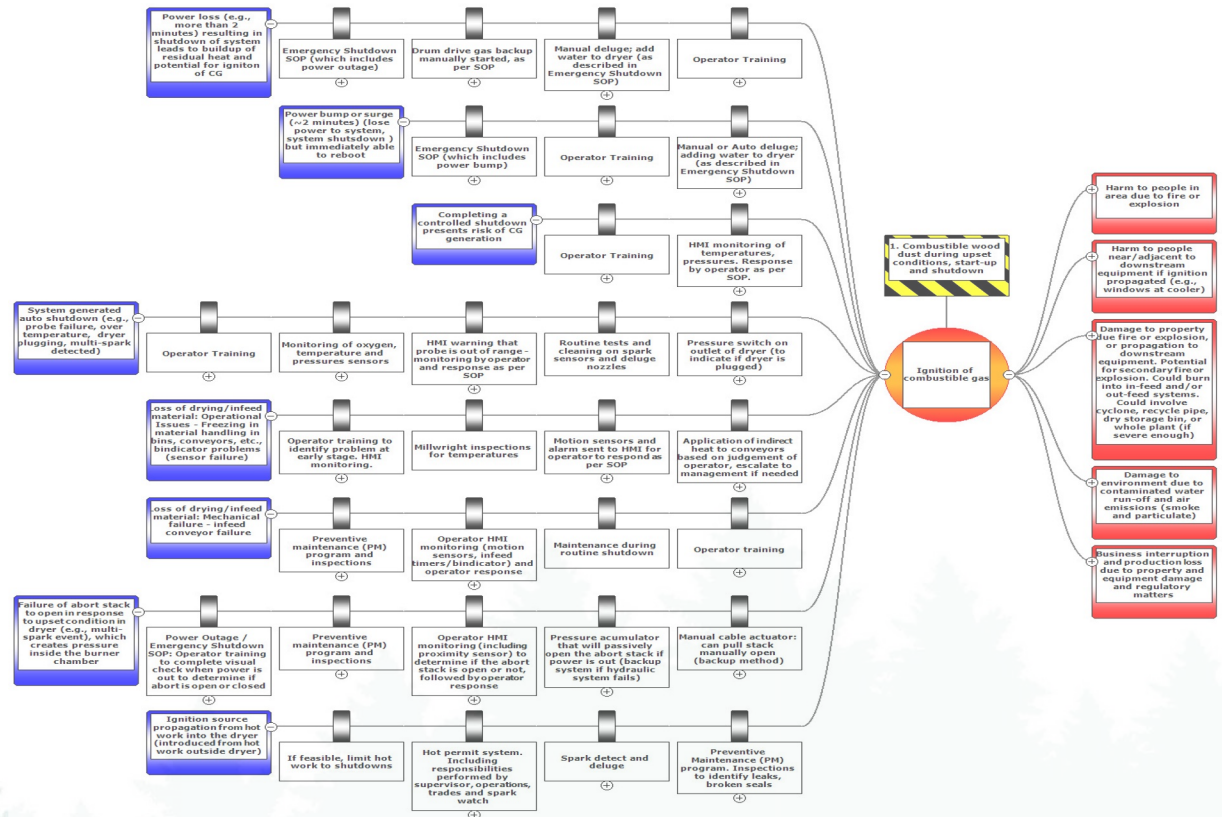 Power loss (e.g.,
more than 2
minutes) resulting in
shutdown of system
leads to buildup of
residual heat and
potential for igniton
of CG
Emergency Shutdown
SOP (which includes
power outage)
Drum drive gas backup
manually started, as
per SOP
Manual deluge; add
water to dryer (as
described in
Emergency Shutdown
SOP)
Operator Training
Power bump or surge
(~2 minutes) (lose
power to system,
system shutsdown )
but immediately able
to reboot
Emergency Shutdown
SOP (which includes
power bump)
Operator Training
Manual or Auto deluge;
adding water to dryer
(as described in
Emergency Shutdown
SOP)
Completing a
controlled shutdown
presents risk of CG
generation
Operator Training
HMI monitoring of
temperatures,
pressures. Response
by operator as per
SOP.
System generated
auto shutdown (e.g.,
probe failure, over
temperature, dryer
plugging, multi-spark
detected)
Operator Training
Monitoring of oxygen,
temperature and
pressures sensors
HMI warning that
probe is out of range -
monitoring by operator
and response as per
SOP
Routine tests and
cleaning on spark
sensors and deluge
nozzles
Pressure switch on
outlet of dryer (to
indicate if dryer is
plugged)
Loss of drying/infeed
material: Operational
Issues - Freezing in
material handling in
bins, conveyors, etc.,
bindicator problems
(sensor failure)
Operator training to
identify problem at
early stage. HMI
monitoring.
Millwright inspections
for temperatures
Motion sensors and
alarm sent to HMI for
operator to respond as
per SOP
Application of indirect
heat to conveyors
based on judgement of
operator, escalate to
management if needed
Loss of drying/infeed
material: Mechanical
failure - infeed
conveyor failure
Preventive
maintenance (PM)
program and
inspections
Operator HMI
monitoring (motion
sensors, infeed
timers/bindicator) and
operator response
Maintenance during
routine shutdown
Operator training
Failure of abort stack
to open in response
to upset condition in
dryer (e.g., multi-
spark event), which
creates pressure
inside the burner
chamber
Power Outage /
Emergency Shutdown
SOP: Operator training
to complete visual
check when power is
out to determine if
abort is open or closed
Preventive
maintenance (PM)
program and
inspections
Operator HMI
monitoring (including
proximity sensor) to
determine if the abort
stack is open or not,
followed by operator
response
Pressure acumulator
that will passively
open the abort stack if
power is out (backup
system if hydraulic
system fails)
Manual cable actuator:
can pull stack
manually open
(backup method)
Ignition source
propagation from hot
work into the dryer
(introduced from hot
work outside dryer)
If feasible, limit hot
work to shutdowns
Hot permit system.
Including
responsibilities
performed by
supervisor, operations,
trades and spark
watch
Spark detect and
deluge
Preventive
Maintenance (PM)
program. Inspections
to identify leaks,
broken seals
1. Combustible wood
dust during upset
conditions, start-up
and shutdown
Ignition of
combustible gas
Harm to people in
area due to fire or
explosion
Harm to people
near/adjacent to
downstream
equipment if ignition
propagated (e.g.,
windows at cooler)
Damage to property
due fire or explosion,
or propagation to
downstream
equipment. Potential
for secondary fire or
explosion. Could burn
into in-feed and/or
out-feed systems.
Could involve
cyclone, recycle pipe,
dry storage bin, or
whole plant (if
severe enough)
Damage to
environment due to
contaminated water
run-off and air
emissions (smoke
and particulate)
Business interruption
and production loss
due to property and
equipment damage
and regulatory
matters